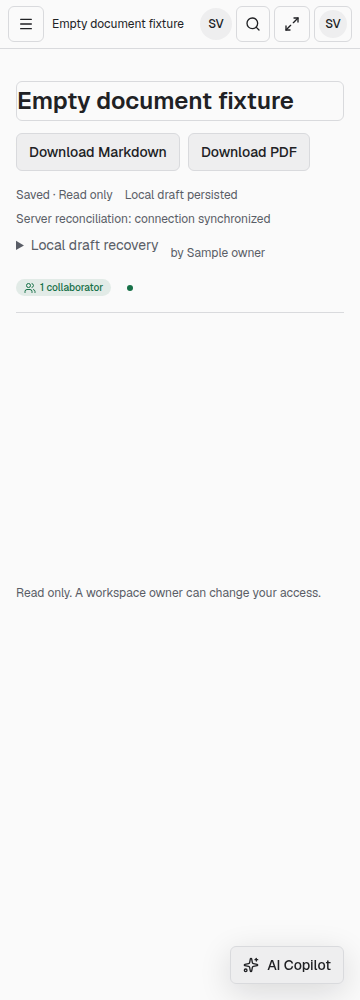 Empty document fixture
SV
SV
Empty document fixture
Download Markdown
Download PDF
Saved · Read only
Local draft persisted
Server reconciliation: connection synchronized
Local draft recovery
by Sample owner
1 collaborator
Read only. A workspace owner can change your access.
AI Copilot